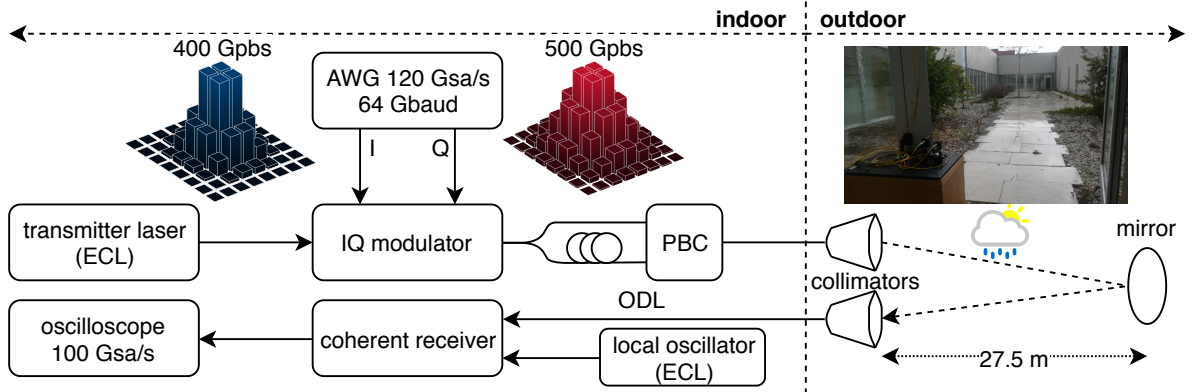 indoor
outdoor
400 Gpbs
500 Gpbs
AWG 120 Gsa/s
64 Gbaud
I
Q
transmitter laser
(ECL)
IQ modulator
PBC
mirror
collimators
ODL
oscilloscope
100 Gsa/s
coherent receiver
local oscillator
(ECL)
27.5 m